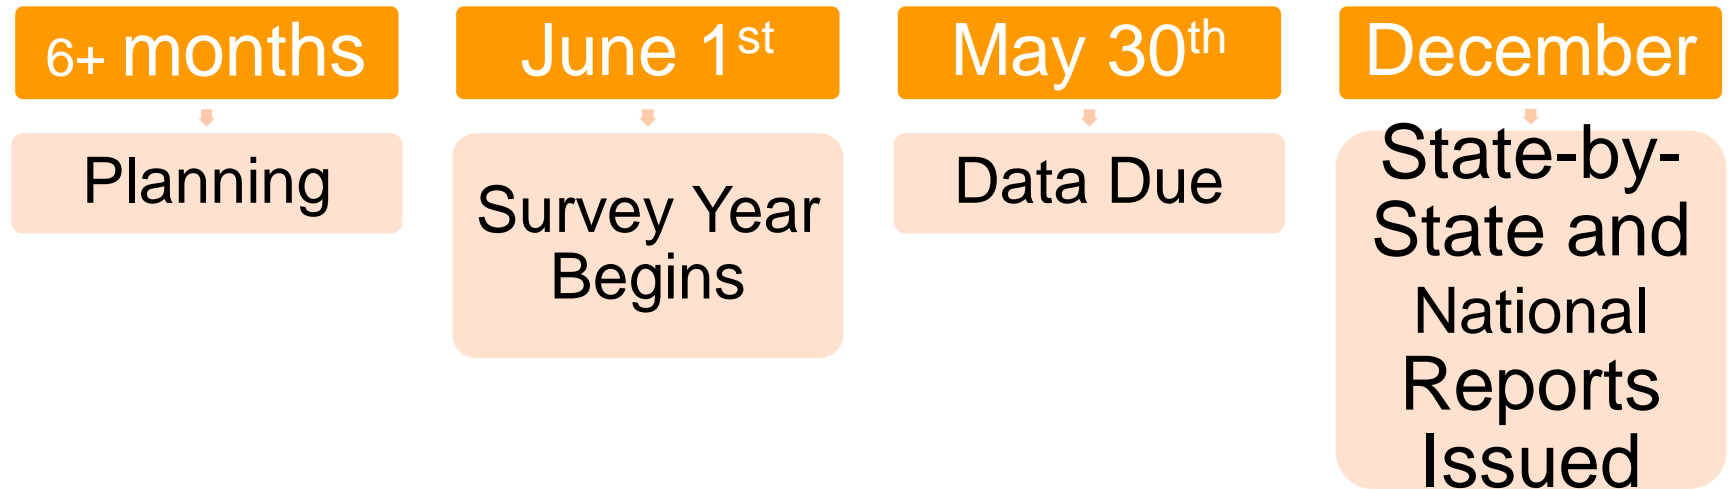 6+ months
Planning
June 1st
Survey Year
Begins
May 30th
Data Due
December
State-by-
State and
National
Reports
Issued